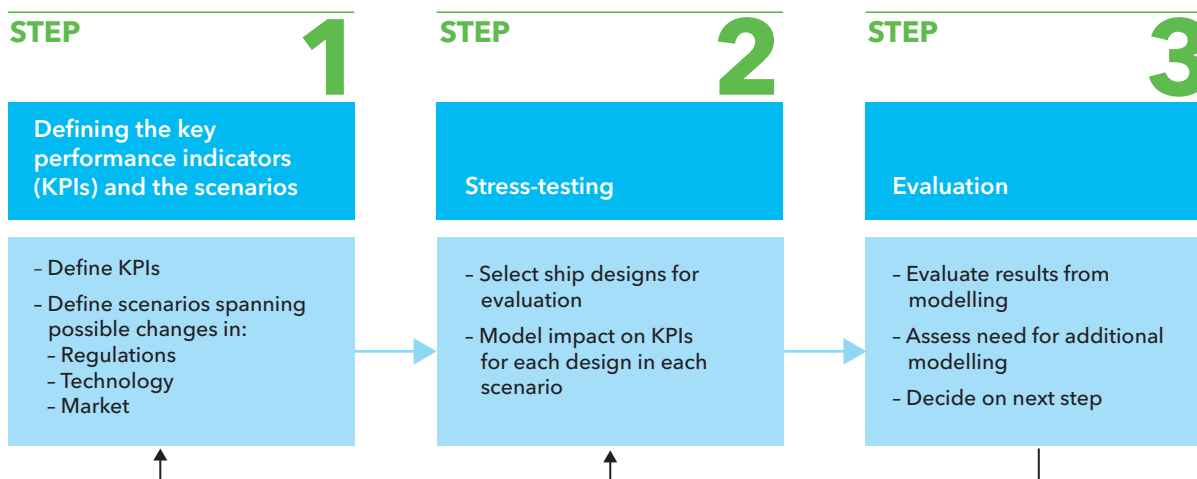 STEP 1
Defining the key
performance indicators
(KPIs) and the scenarios
– Define KPIs
– Define scenarios spanning
possible changes in:
– Regulations
– Technology
– Market
STEP 2
Stress-testing
– Select ship designs for
evaluation
– Model impact on KPIs
for each design in each
scenario
STEP 3
Evaluation
– Evaluate results from
modelling
– Assess need for additional
modelling
– Decide on next step